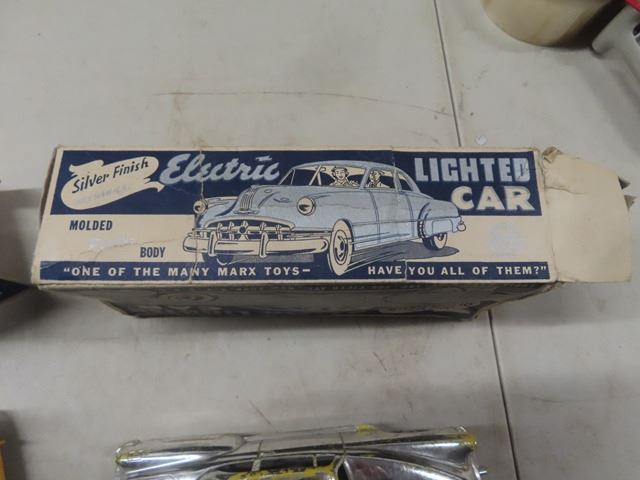 Silver Finish
Electric
LIGHTED
CAR
MOLDED
BODY
"ONE OF THE MANY MARX TOYS— HAVE YOU ALL OF THEM?"